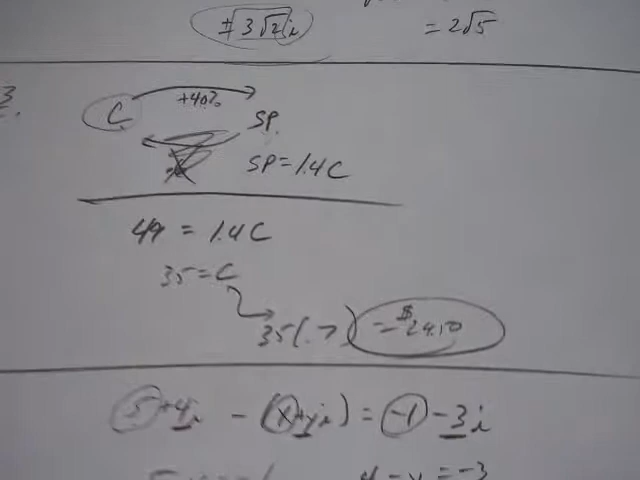 ±3√2i = 2√5
3.
C +40% SP
SP = 1.4C
49 = 1.4C
35 = C
35(.7) = $24.50
5+4i - (x+yi) = -1 - 3i
4 - y = -3